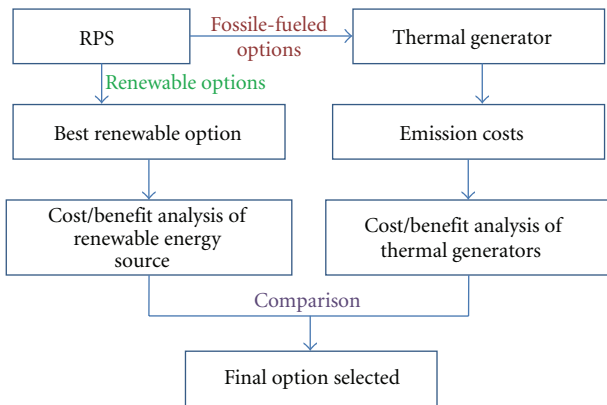 RPS
Fossile-fueled
options
Thermal generator
Renewable options
Best renewable option
Emission costs
Cost/benefit analysis of
renewable energy
source
Cost/benefit analysis of
thermal generators
Comparison
Final option selected